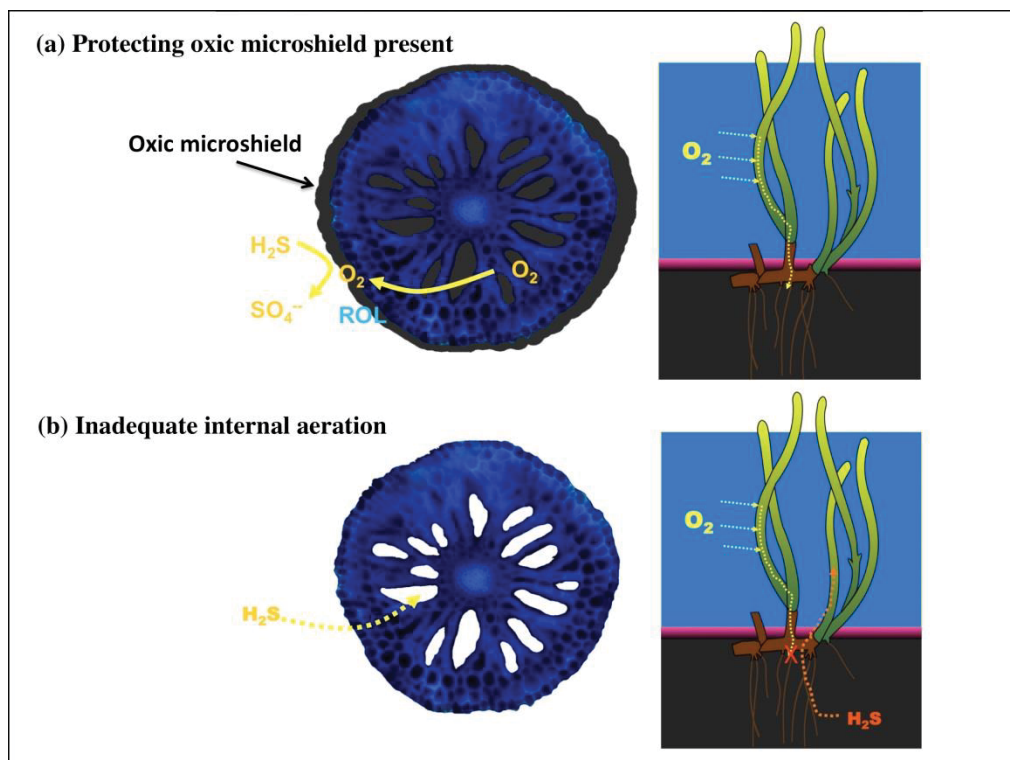 (a) Protecting oxic microshield present
Oxic microshield
H₂S
O₂
O₂
SO₄⁻⁻
ROL
O₂
(b) Inadequate internal aeration
H₂S
O₂
X
H₂S